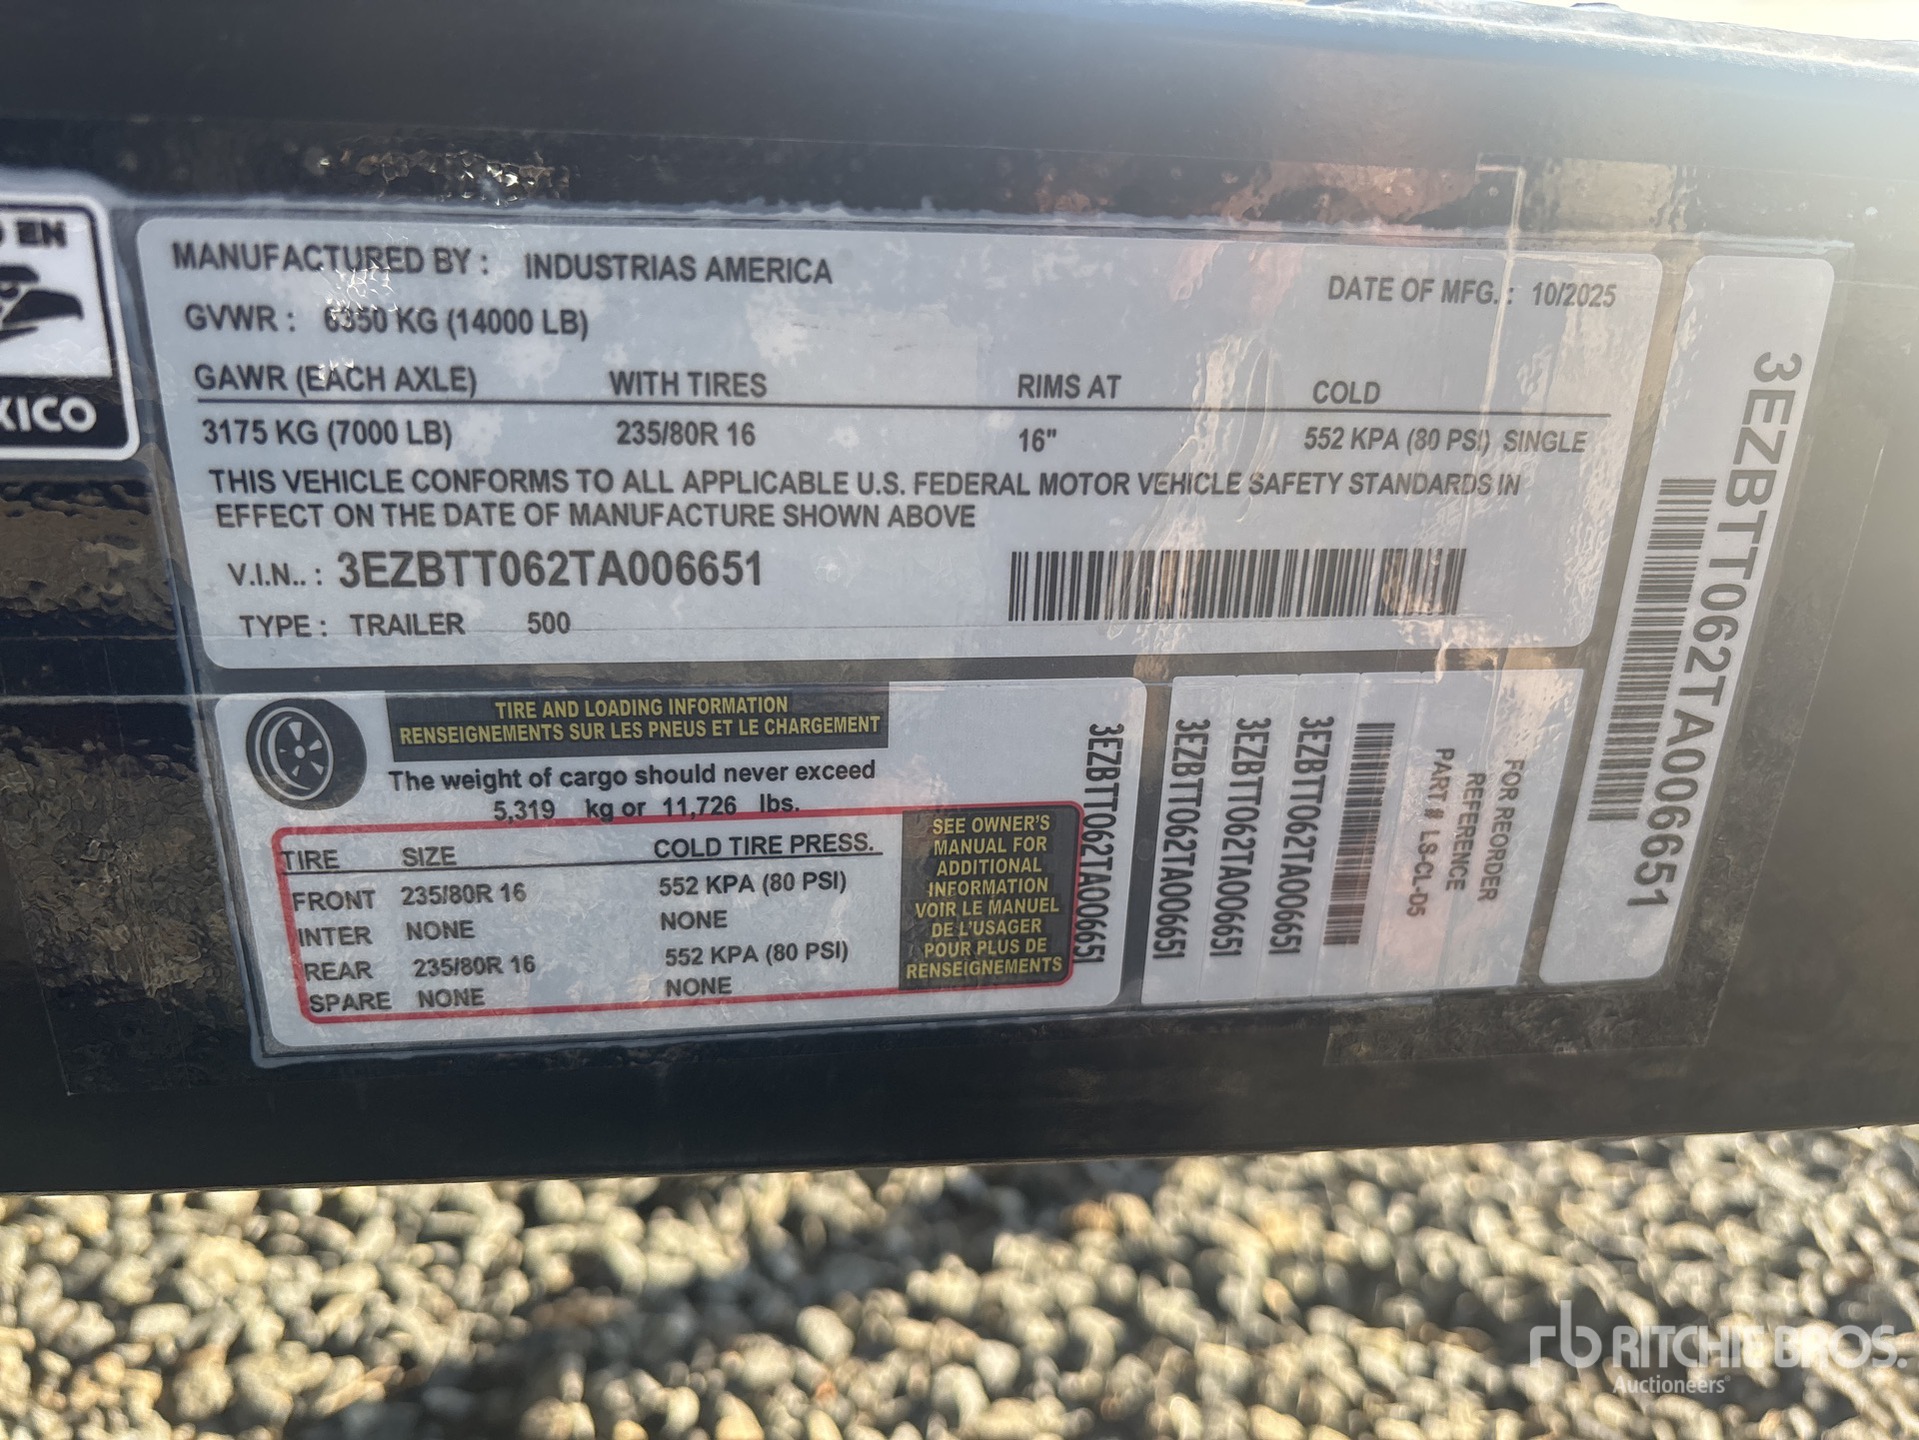 EN
XICO
MANUFACTURED BY : INDUSTRIAS AMERICA
DATE OF MFG. : 10/2025
GVWR : 6350 KG (14000 LB)
GAWR (EACH AXLE) WITH TIRES RIMS AT COLD
3175 KG (7000 LB) 235/80R 16 16" 552 KPA (80 PSI) SINGLE
THIS VEHICLE CONFORMS TO ALL APPLICABLE U.S. FEDERAL MOTOR VEHICLE SAFETY STANDARDS IN
EFFECT ON THE DATE OF MANUFACTURE SHOWN ABOVE
V.I.N.. : 3EZBTT062TA006651
TYPE : TRAILER 500
3EZBTT062TA006651
TIRE AND LOADING INFORMATION
RENSEIGNEMENTS SUR LES PNEUS ET LE CHARGEMENT
The weight of cargo should never exceed
5,319 kg or 11,726 lbs.
TIRE SIZE COLD TIRE PRESS.
FRONT 235/80R 16 552 KPA (80 PSI)
INTER NONE NONE
REAR 235/80R 16 552 KPA (80 PSI)
SPARE NONE NONE
SEE OWNER'S
MANUAL FOR
ADDITIONAL
INFORMATION
VOIR LE MANUEL
DE L'USAGER
POUR PLUS DE
RENSEIGNEMENTS
3EZBTT062TA006651
3EZBTT062TA006651
3EZBTT062TA006651
3EZBTT062TA006651
FOR REORDER
REFERENCE
PART # LS-CL-D5
rb RITCHIE BROS.
Auctioneers